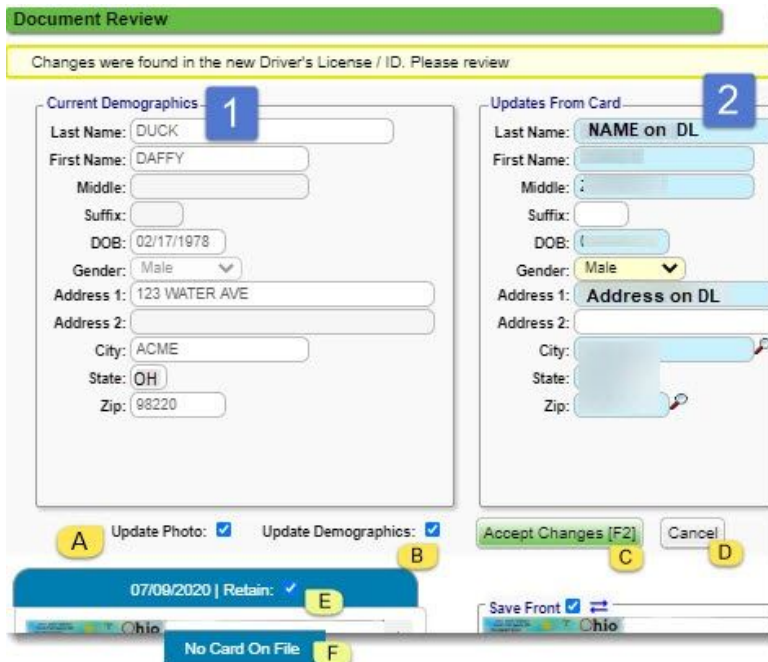 Document Review
Changes were found in the new Driver's License / ID. Please review
Current Demographics
1
Last Name: DUCK
First Name: DAFFY
Middle:
Suffix:
DOB: 02/17/1978
Gender: Male
Address 1: 123 WATER AVE
Address 2:
City: ACME
State: OH
Zip: 98220
Updates From Card
2
Last Name: NAME on DL
First Name:
Middle:
Suffix:
DOB:
Gender: Male
Address 1: Address on DL
Address 2:
City:
State:
Zip:
A Update Photo: Update Demographics: B
Accept Changes [F2] C Cancel D
07/09/2020 | Retain: E
Ohio
No Card On File F
Save Front
Ohio